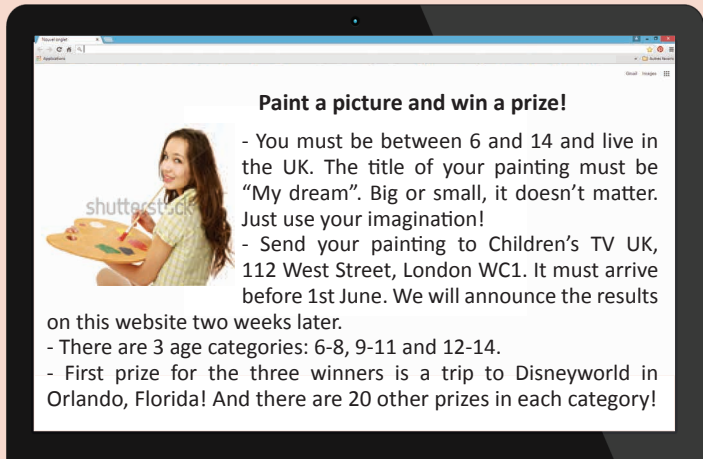 Nouvel onglet
Applications
Autres favoris
Gmail Images
Paint a picture and win a prize!
- You must be between 6 and 14 and live in
the UK. The title of your painting must be
“My dream”. Big or small, it doesn’t matter.
Just use your imagination!
shutterstock
- Send your painting to Children’s TV UK,
112 West Street, London WC1. It must arrive
before 1st June. We will announce the results
on this website two weeks later.
- There are 3 age categories: 6-8, 9-11 and 12-14.
- First prize for the three winners is a trip to Disneyworld in
Orlando, Florida! And there are 20 other prizes in each category!